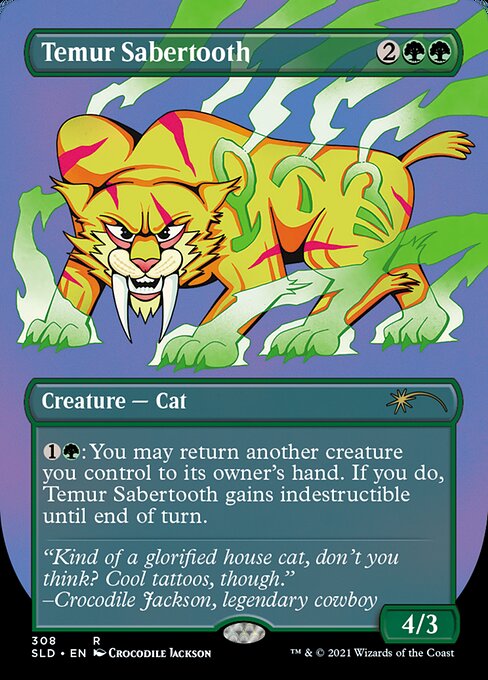 Temur Sabertooth 2
Creature — Cat
1: You may return another creature
you control to its owner's hand. If you do,
Temur Sabertooth gains indestructible
until end of turn.
“Kind of a glorified house cat, don't you
think? Cool tattoos, though.”
–Crocodile Jackson, legendary cowboy
4/3
308 R
SLD • EN Crocodile Jackson
™ & © 2021 Wizards of the Coast